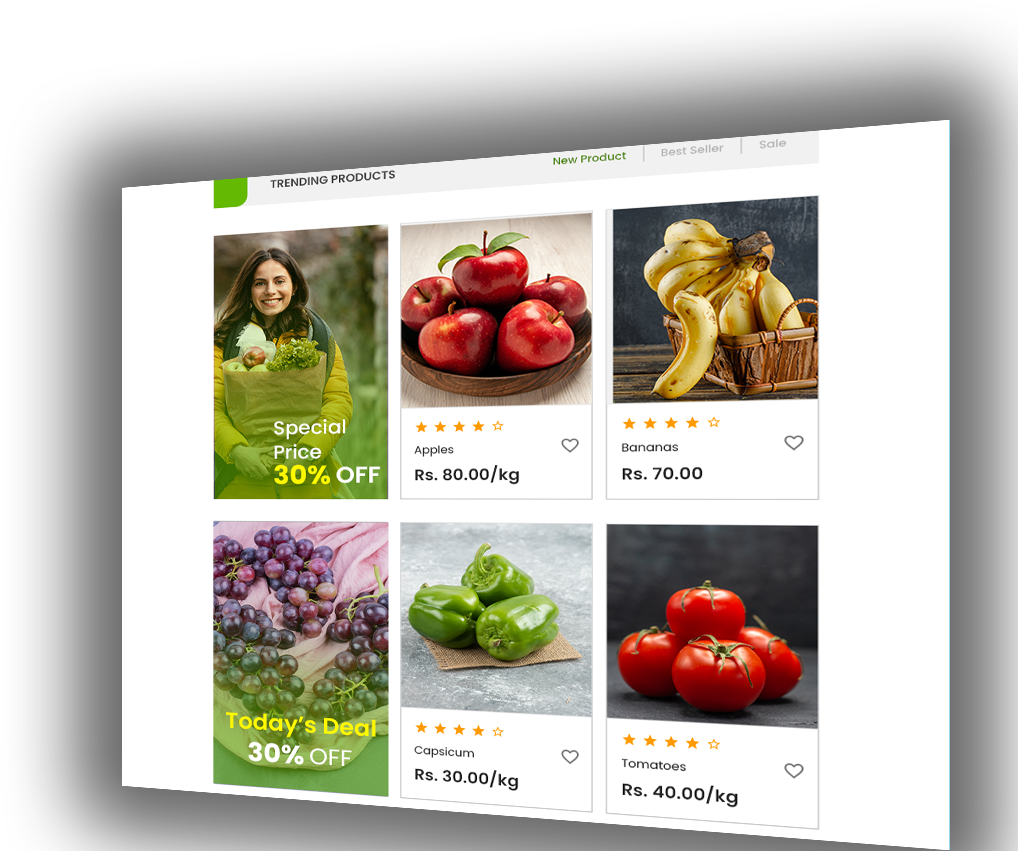 TRENDING PRODUCTS
New Product
Best Seller
Sale
Special
Price
30% OFF
Apples
Rs. 80.00/kg
Bananas
Rs. 70.00
Today's Deal
30% OFF
Capsicum
Rs. 30.00/kg
Tomatoes
Rs. 40.00/kg